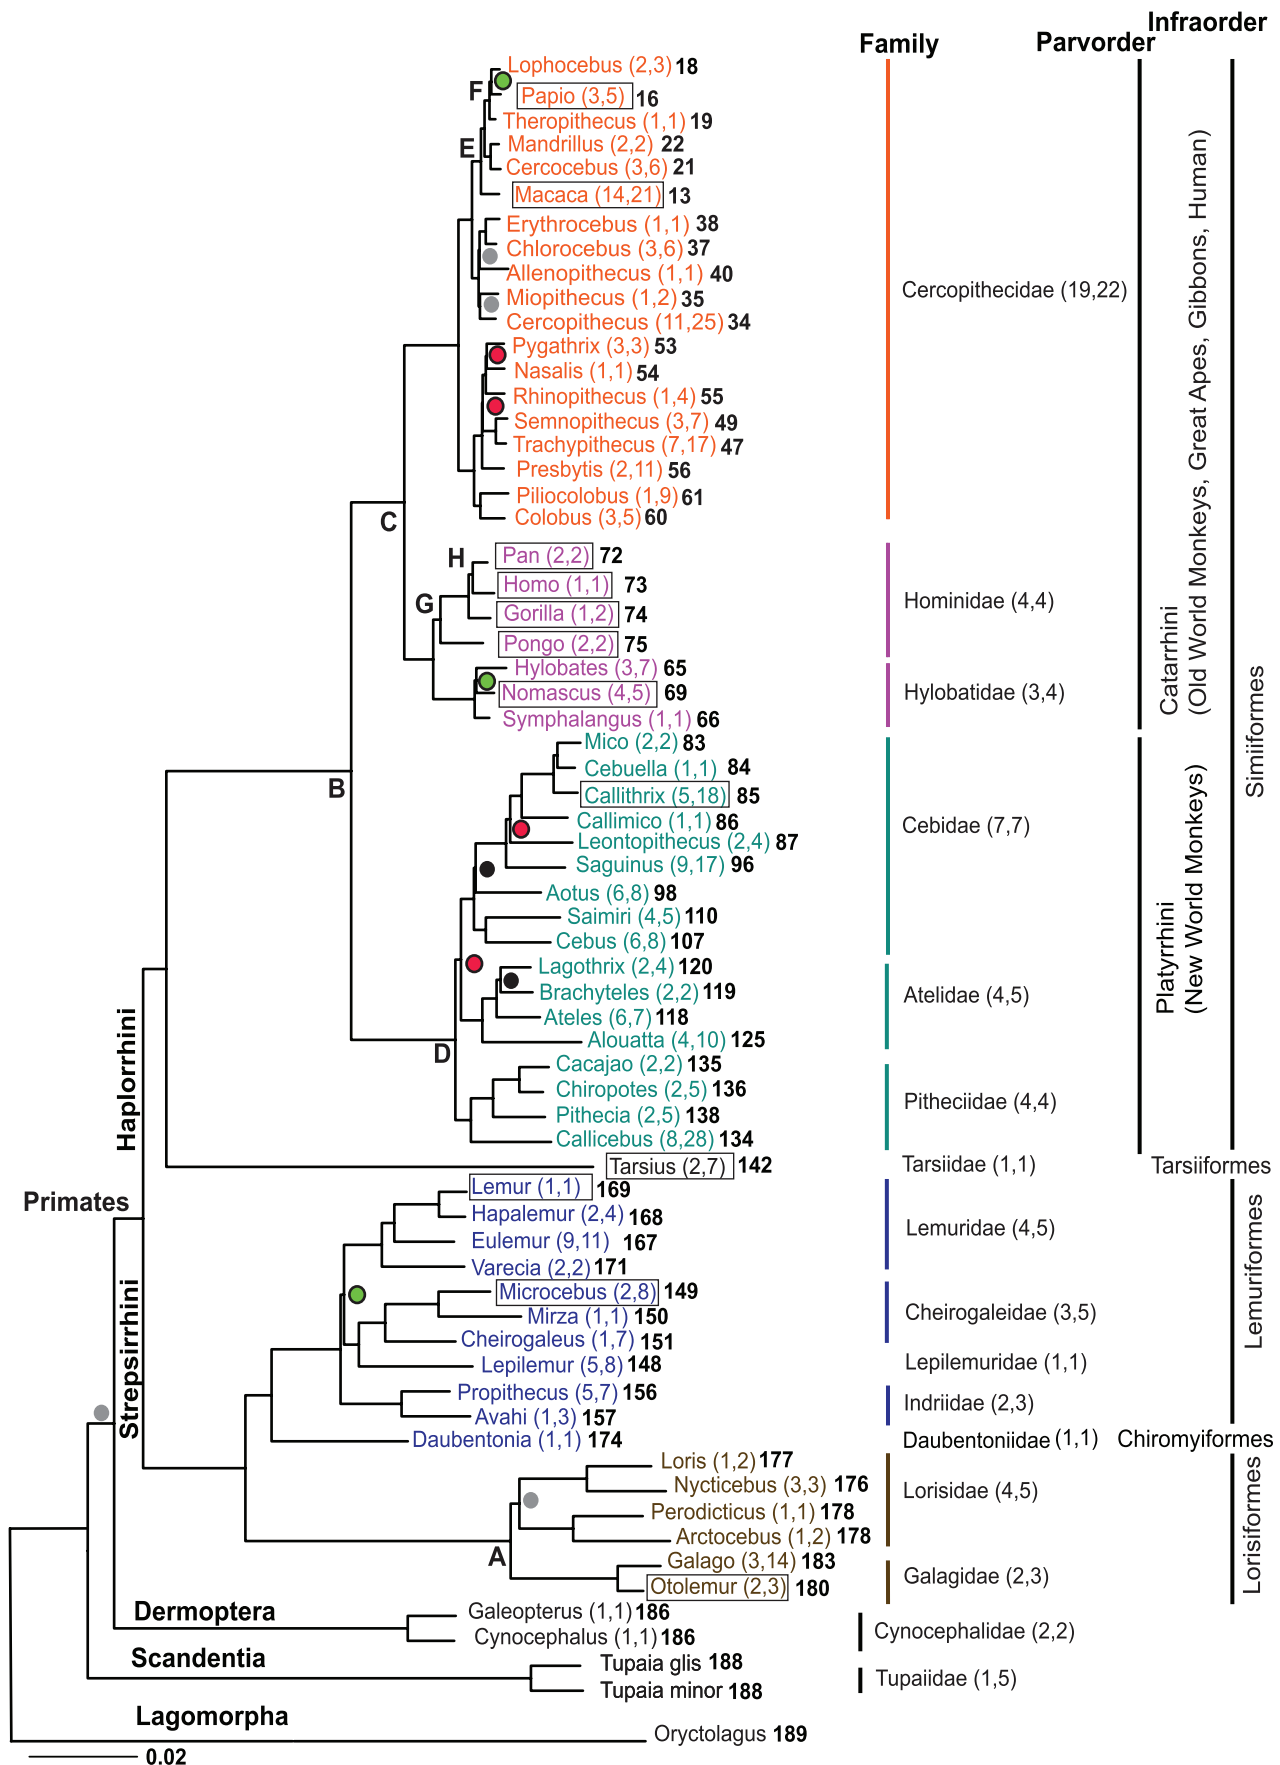 Infraorder
Family
Parvorder
Lophocebus (2,3) 18
F
Papio (3,5) 16
Theropithecus (1,1) 19
Mandrillus (2,2) 22
E
Cercocebus (3,6) 21
Macaca (14,21) 13
Erythrocebus (1,1) 38
Chlorocebus (3,6) 37
Allenopithecus (1,1) 40
Miopithecus (1,2) 35
Cercopithecus (11,25) 34
Cercopithecidae (19,22)
Pygathrix (3,3) 53
Nasalis (1,1) 54
Rhinopithecus (1,4) 55
Semnopithecus (3,7) 49
Trachypithecus (7,17) 47
Presbytis (2,11) 56
Piliocolobus (1,9) 61
Colobus (3,5) 60
C
H
Pan (2,2) 72
Homo (1,1) 73
G
Gorilla (1,2) 74
Hominidae (4,4)
Pongo (2,2) 75
Hylobates (3,7) 65
Nomascus (4,5) 69
Hylobatidae (3,4)
Symphalangus (1,1) 66
Catarrhini
(Old World Monkeys, Great Apes, Gibbons, Human)
Simiiformes
Mico (2,2) 83
Cebuella (1,1) 84
B
Callithrix (5,18) 85
Callimico (1,1) 86
Cebidae (7,7)
Leontopithecus (2,4) 87
Saguinus (9,17) 96
Aotus (6,8) 98
Saimiri (4,5) 110
Cebus (6,8) 107
Platyrrhini
(New World Monkeys)
Lagothrix (2,4) 120
Brachyteles (2,2) 119
Atelidae (4,5)
Ateles (6,7) 118
Alouatta (4,10) 125
D
Cacajao (2,2) 135
Chiropotes (2,5) 136
Pitheciidae (4,4)
Pithecia (2,5) 138
Callicebus (8,28) 134
Haplorrhini
Tarsius (2,7) 142
Tarsiidae (1,1)
Tarsiiformes
Primates
Lemur (1,1) 169
Hapalemur (2,4) 168
Lemuridae (4,5)
Eulemur (9,11) 167
Varecia (2,2) 171
Lemuriformes
Strepsirrhini
Microcebus (2,8) 149
Mirza (1,1) 150
Cheirogaleidae (3,5)
Cheirogaleus (1,7) 151
Lepilemur (5,8) 148
Lepilemuridae (1,1)
Propithecus (5,7) 156
Indriidae (2,3)
Avahi (1,3) 157
Daubentonia (1,1) 174
Daubentoniidae (1,1)
Chiromyiformes
Loris (1,2) 177
Nycticebus (3,3) 176
Lorisidae (4,5)
Perodicticus (1,1) 178
Arctocebus (1,2) 178
Lorisiformes
A
Galago (3,14) 183
Galagidae (2,3)
Otolemur (2,3) 180
Dermoptera
Galeopterus (1,1) 186
Cynocephalus (1,1) 186
Cynocephalidae (2,2)
Scandentia
Tupaia glis 188
Tupaiidae (1,5)
Tupaia minor 188
Lagomorpha
Oryctolagus 189
0.02